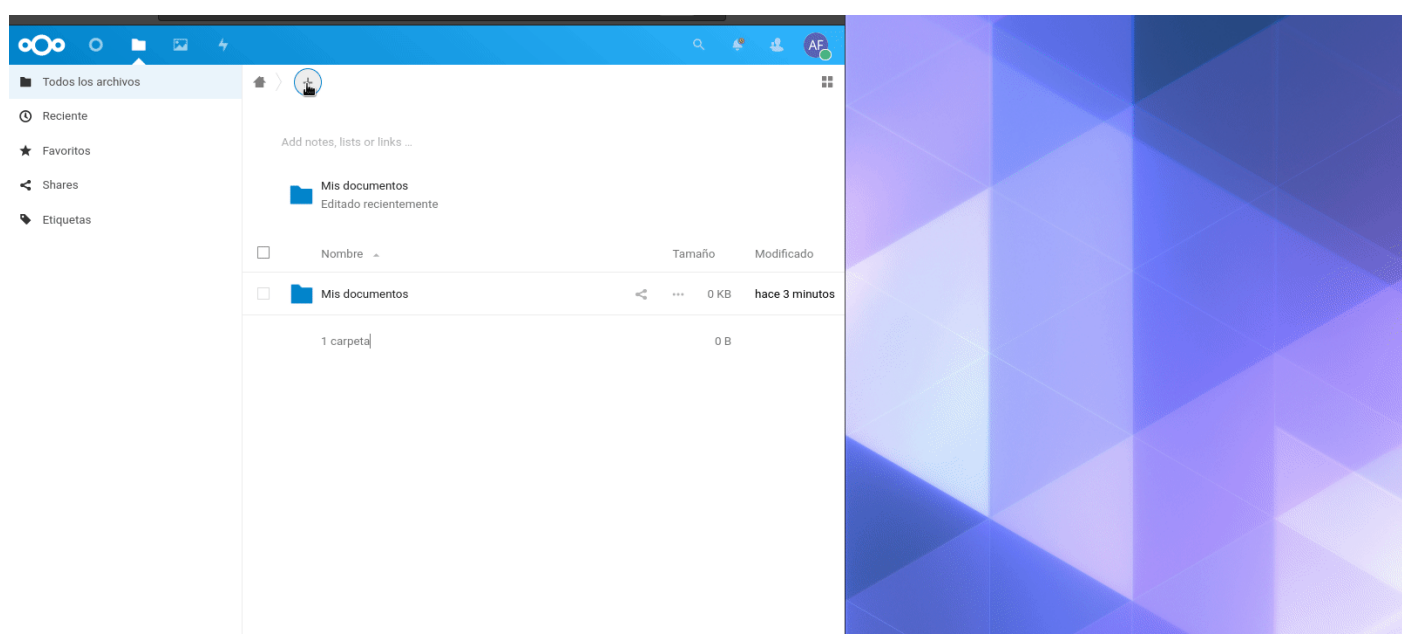 AF
Todos los archivos
Reciente
Favoritos
Shares
Etiquetas
Add notes, lists or links ...
Mis documentos
Editado recientemente
Nombre Tamaño Modificado
Mis documentos 0 KB hace 3 minutos
1 carpeta 0 B